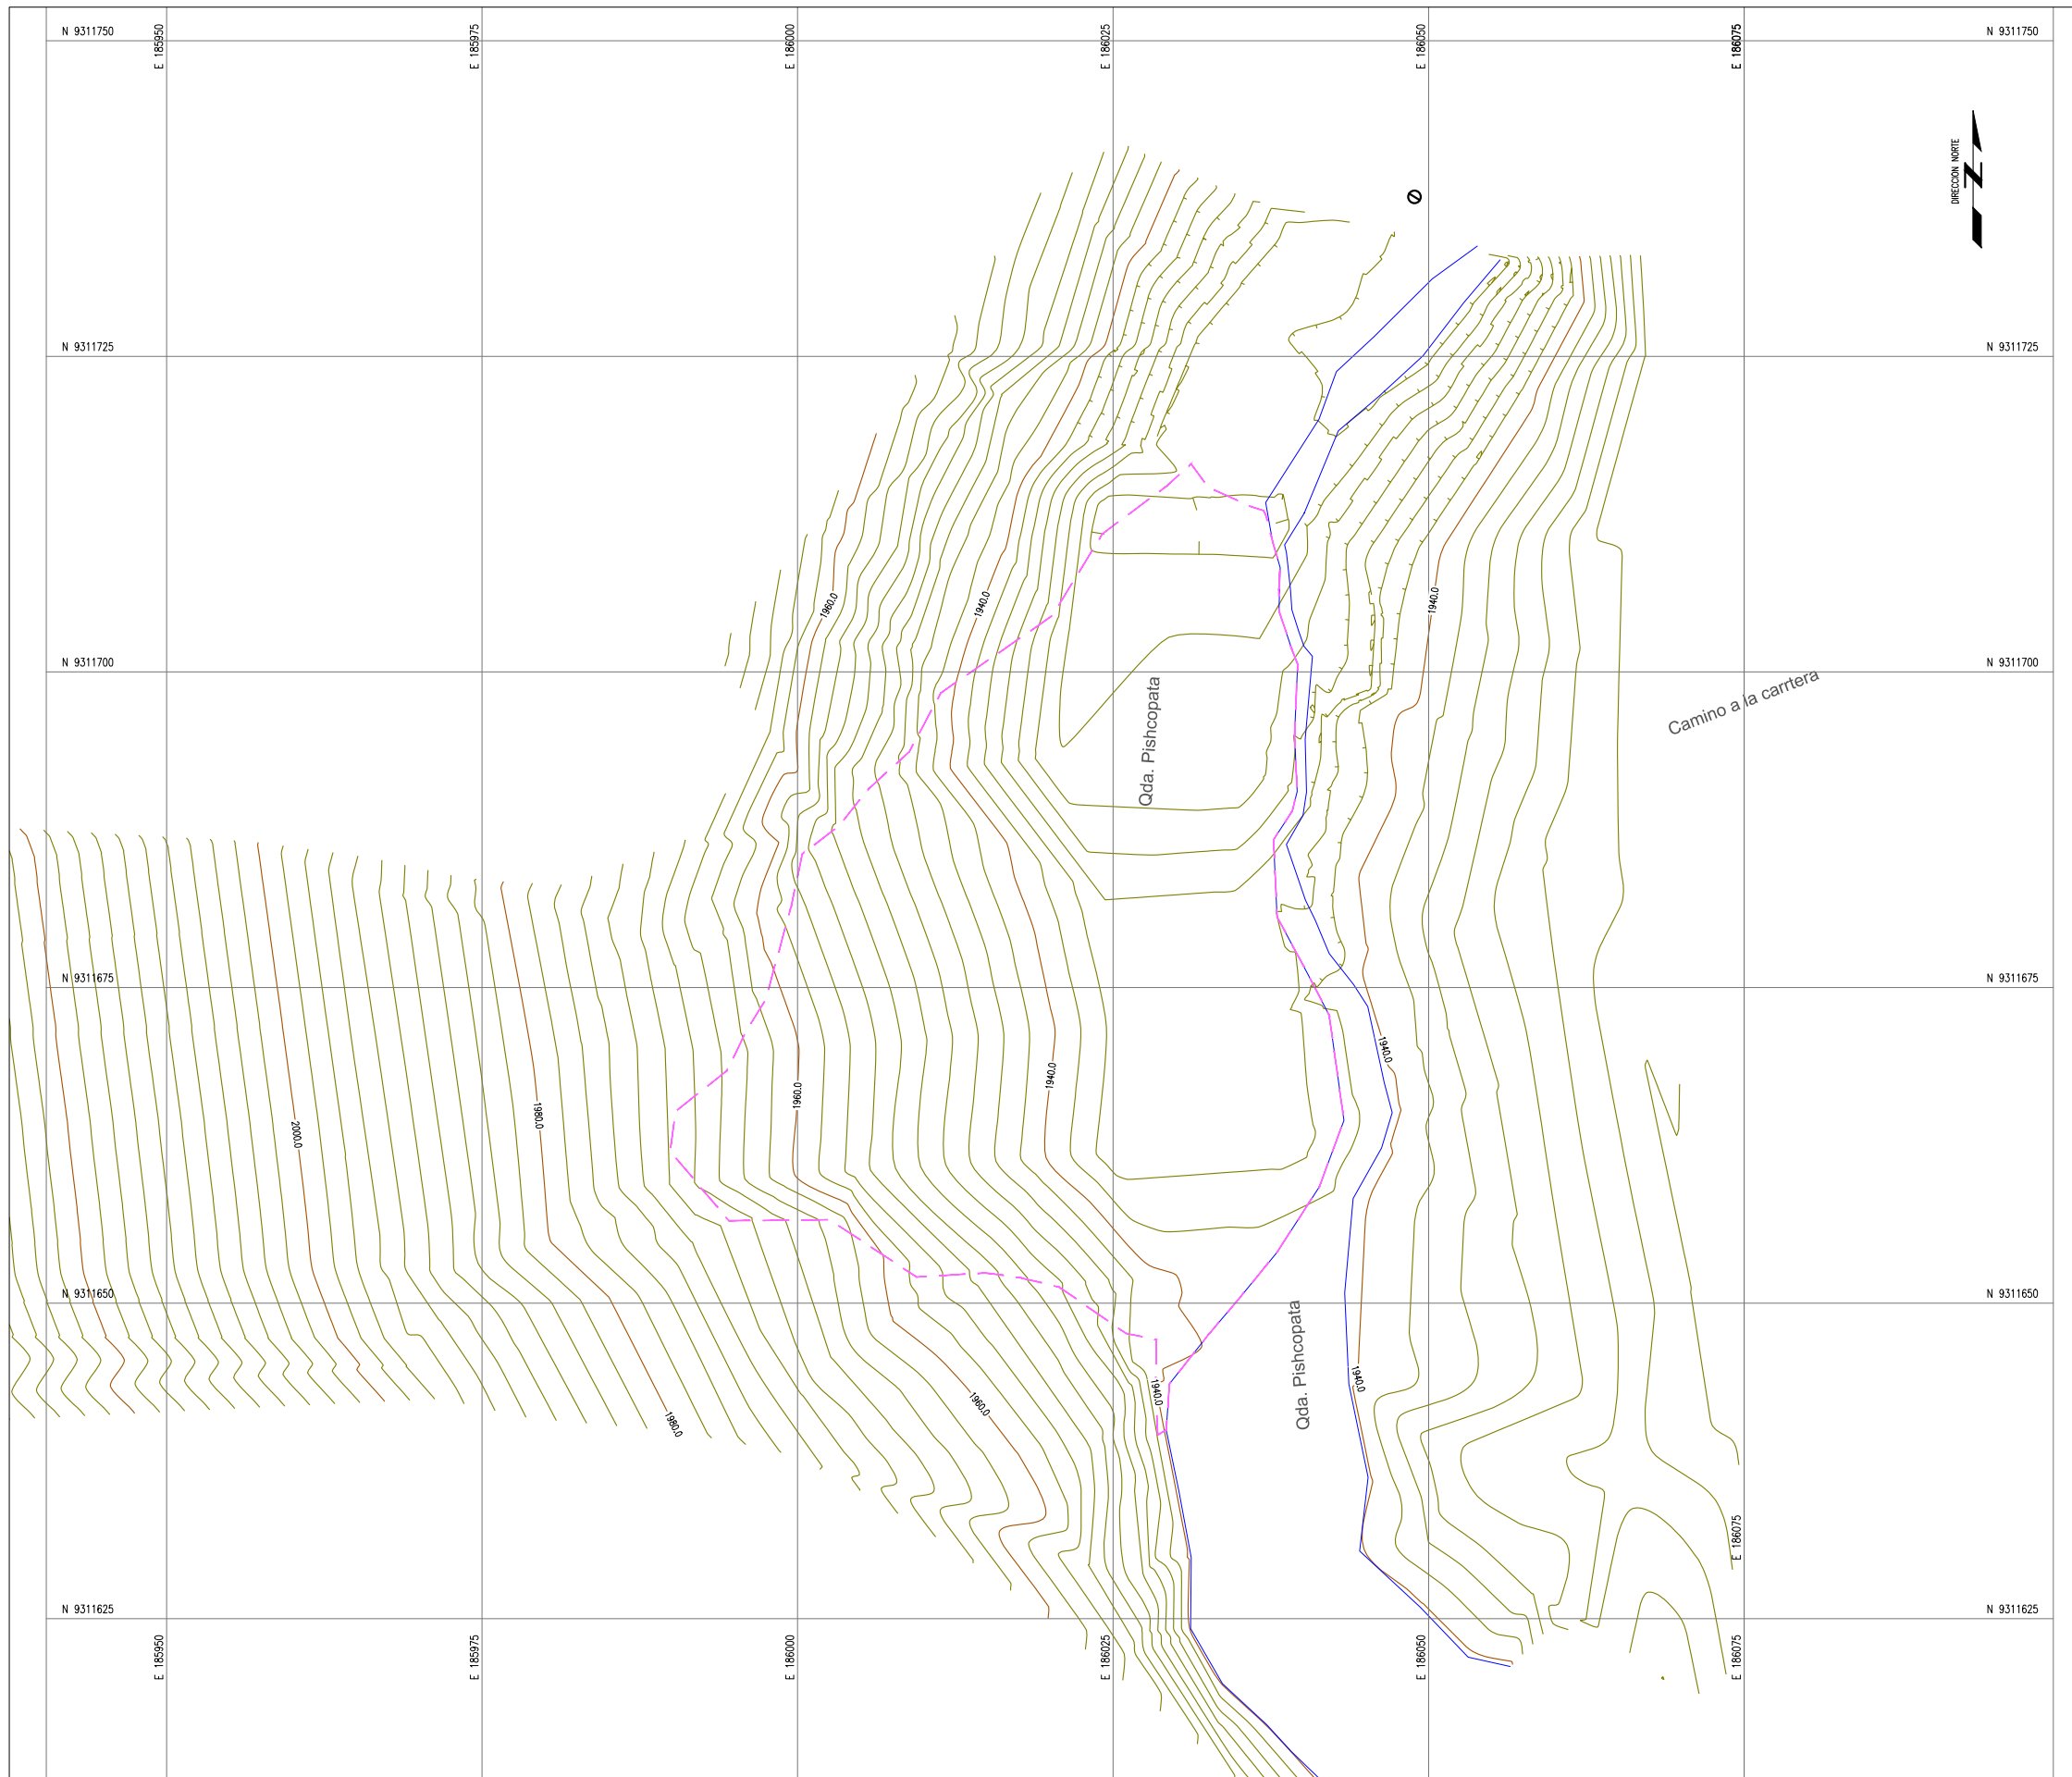 N 9311750
E 185950
E 185975
E 186000
E 186025
E 186050
E 186075
N 9311750
DIRECCION NORTE
N
N 9311725
N 9311725
1960.0
1940.0
1940.0
N 9311700
N 9311700
Qda. Pishcopata
Camino a la carrtera
N 9311675
N 9311675
2000.0
1980.0
1960.0
1940.0
1940.0
N 9311650
N 9311650
Qda. Pishcopata
1980.0
1960.0
1940.0
1940.0
E 186075
N 9311625
N 9311625
E 185950
E 185975
E 186000
E 186025
E 186050
E 186075